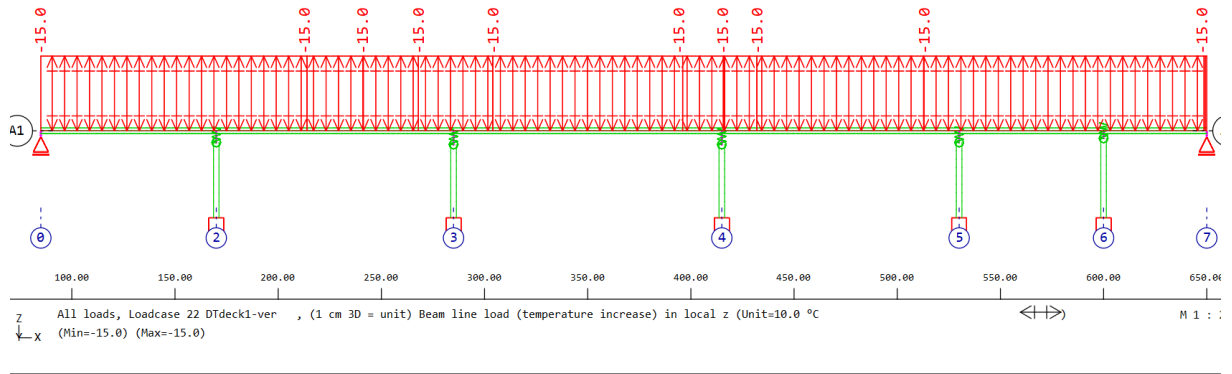 -15.0 -15.0 -15.0 -15.0 -15.0 -15.0 -15.0 -15.0 -15.0 -15.0
A1
0 2 3 4 5 6 7
100.00 150.00 200.00 250.00 300.00 350.00 400.00 450.00 500.00 550.00 600.00 650.00
Z
X
All loads, Loadcase 22 DTdeck1-ver , (1 cm 3D = unit) Beam line load (temperature increase) in local z (Unit=10.0 ºC )
M 1 : 2
(Min=-15.0) (Max=-15.0)